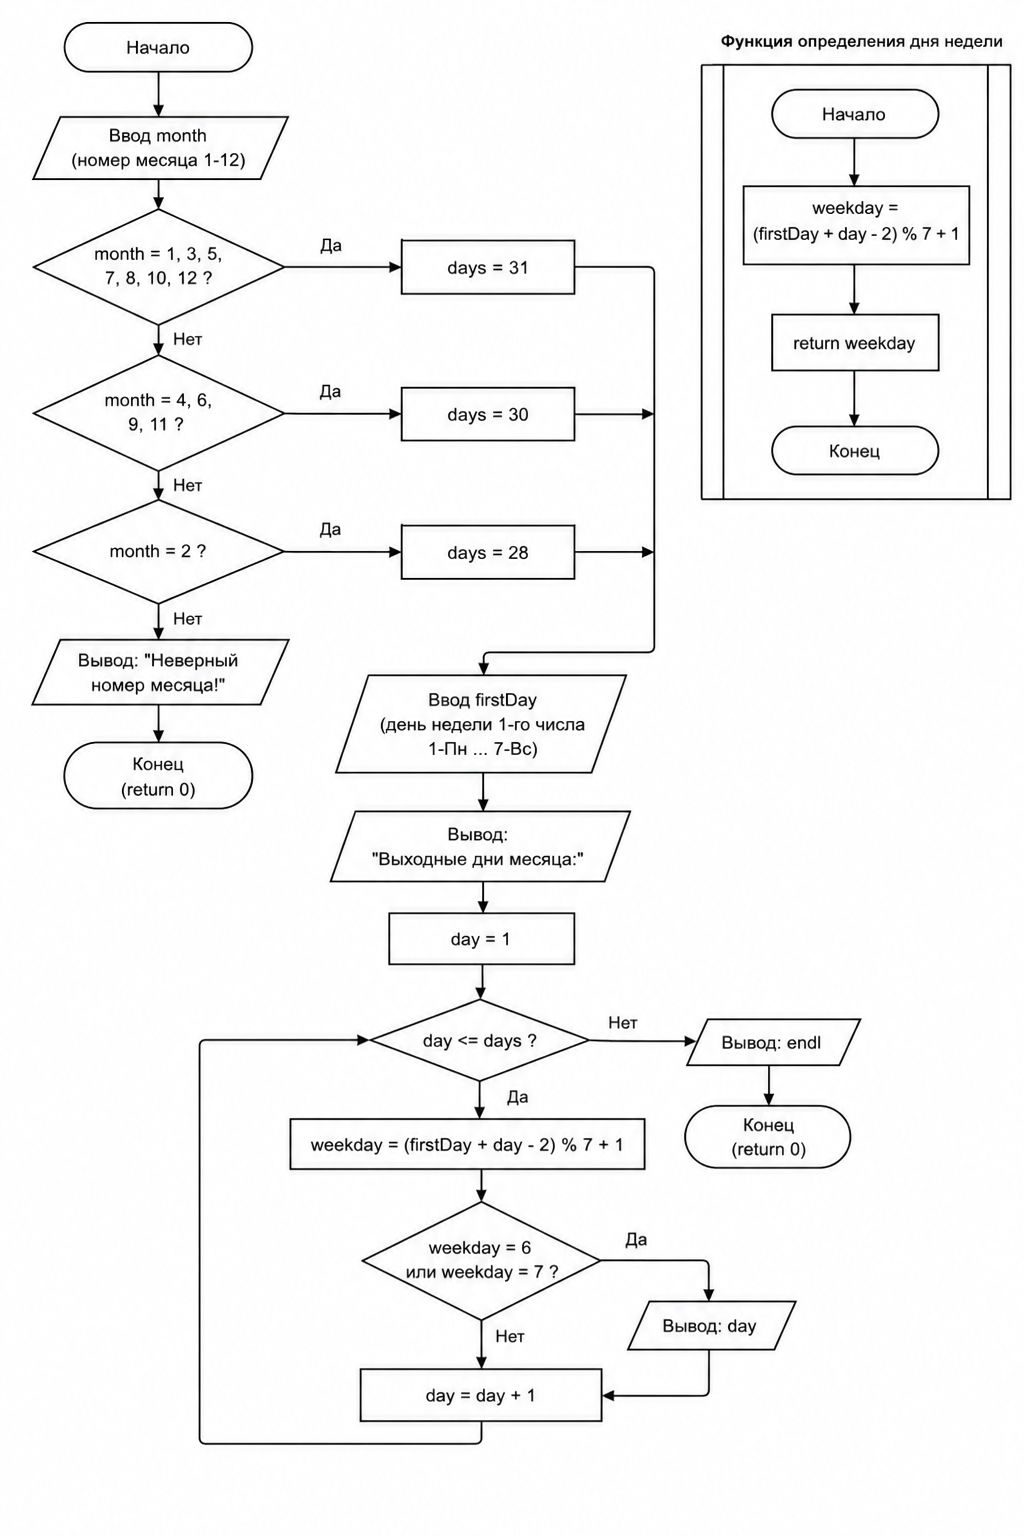 Начало
Ввод month
(номер месяца 1-12)
month = 1, 3, 5,
7, 8, 10, 12 ?
Да
days = 31
Нет
month = 4, 6,
9, 11 ?
Да
days = 30
Нет
month = 2 ?
Да
days = 28
Нет
Вывод: "Неверный
номер месяца!"
Конец
(return 0)
Ввод firstDay
(день недели 1-го числа
1-Пн ... 7-Вс)
Вывод:
"Выходные дни месяца:"
day = 1
day <= days ?
Нет
Вывод: endl
Конец
(return 0)
Да
weekday = (firstDay + day - 2) % 7 + 1
weekday = 6
или weekday = 7 ?
Да
Вывод: day
Нет
day = day + 1
Функция определения дня недели
Начало
weekday =
(firstDay + day - 2) % 7 + 1
return weekday
Конец